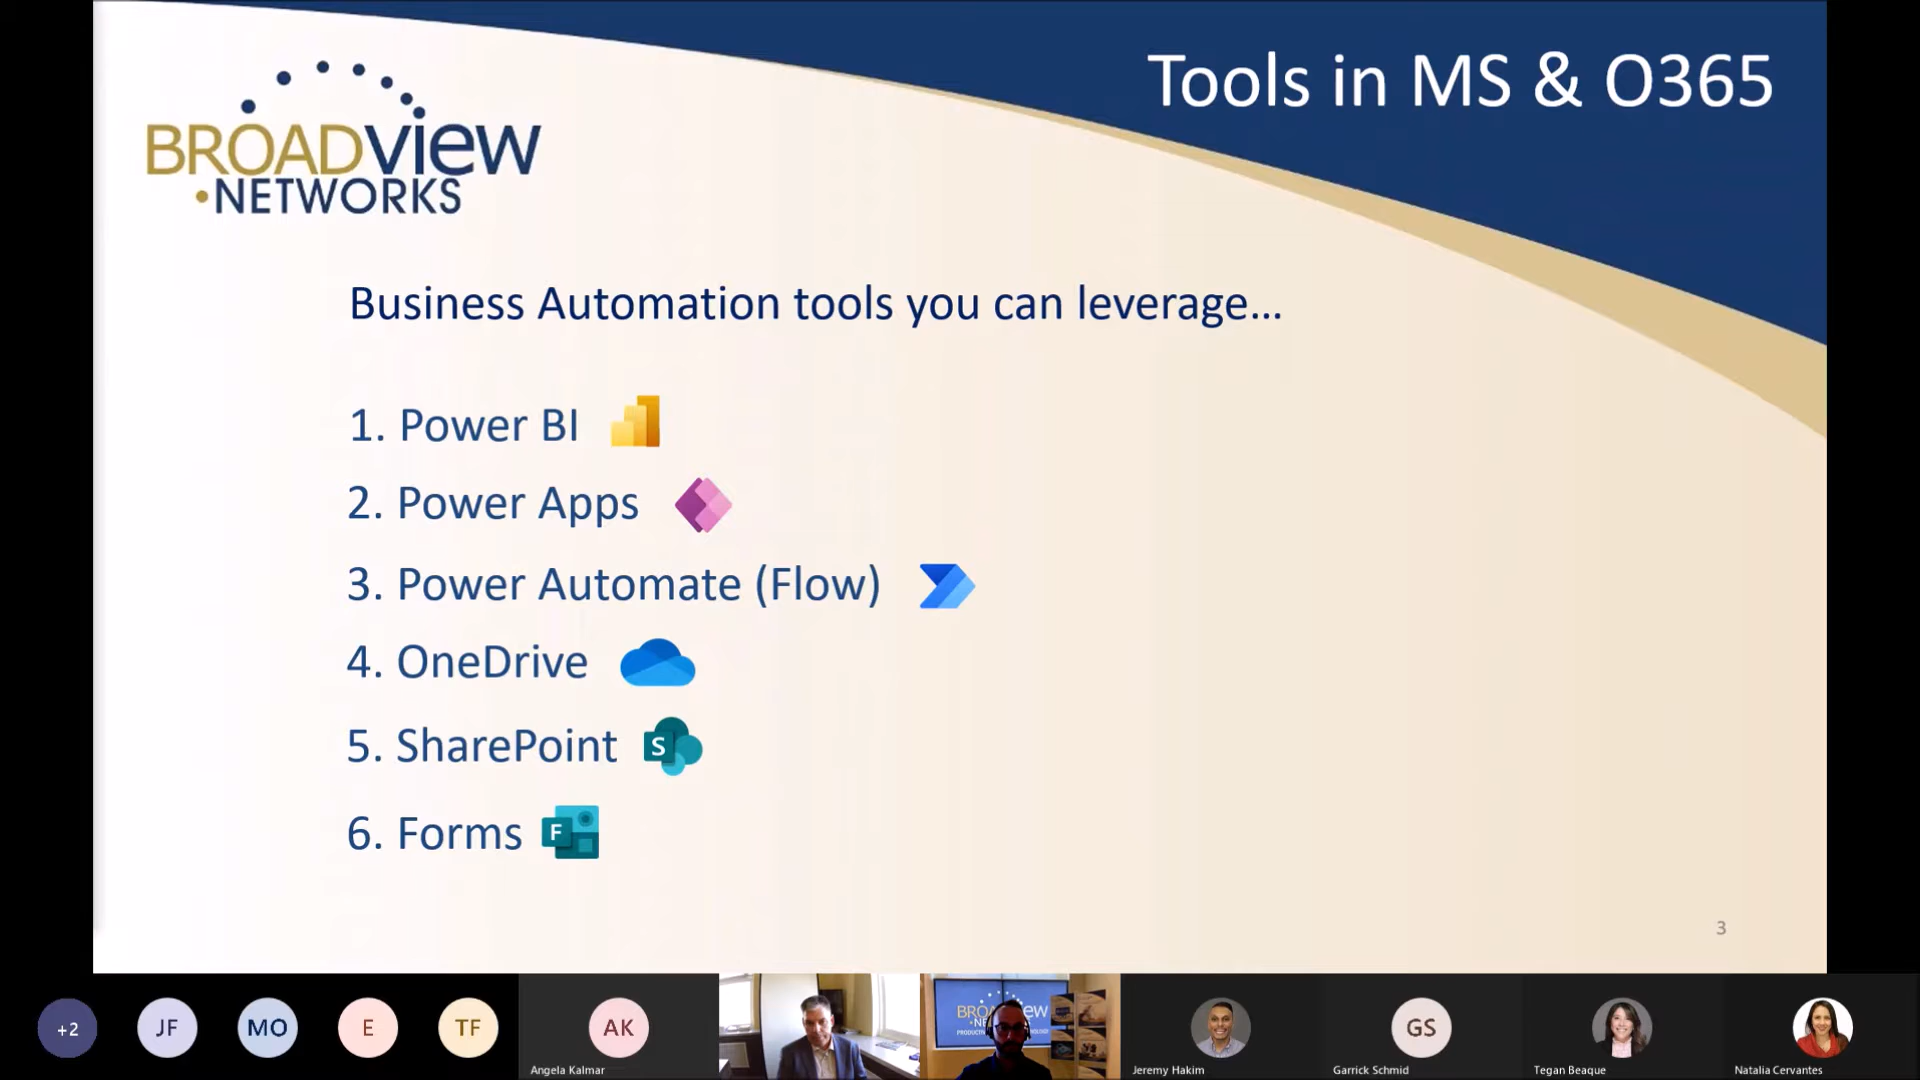 Tools in MS & O365
BROADVIEW
•NETWORKS
Business Automation tools you can leverage...
1. Power BI
2. Power Apps
3. Power Automate (Flow)
4. OneDrive
5. SharePoint
S
6. Forms
F
3
+2
JF
MO
E
TF
AK
GS
Angela Kalmar
Jeremy Hakim
Garrick Schmid
Tegan Beaque
Natalia Cervantes